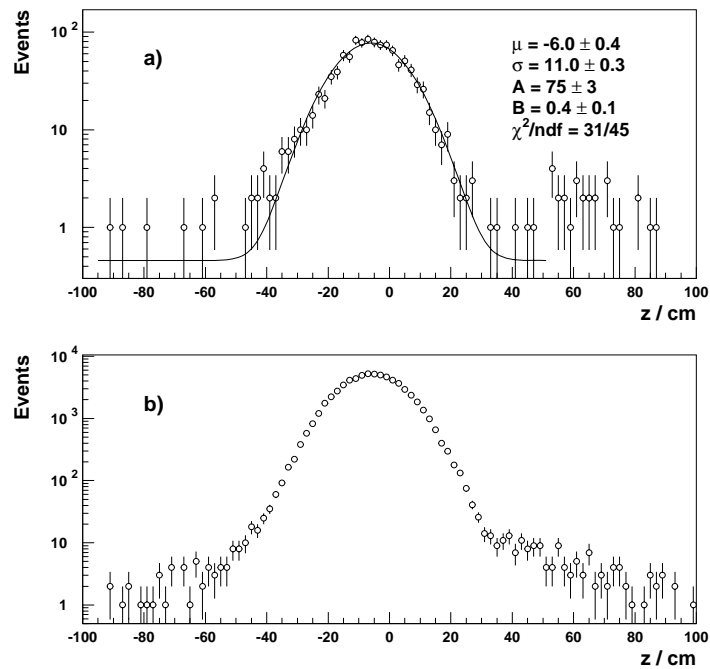 Events
10²
a)
μ = -6.0 ± 0.4
σ = 11.0 ± 0.3
A = 75 ± 3
B = 0.4 ± 0.1
χ²/ndf = 31/45
10
1
-100 -80 -60 -40 -20 0 20 40 60 80 100
z / cm
Events
10⁴
b)
10³
10²
10
1
-100 -80 -60 -40 -20 0 20 40 60 80 100
z / cm